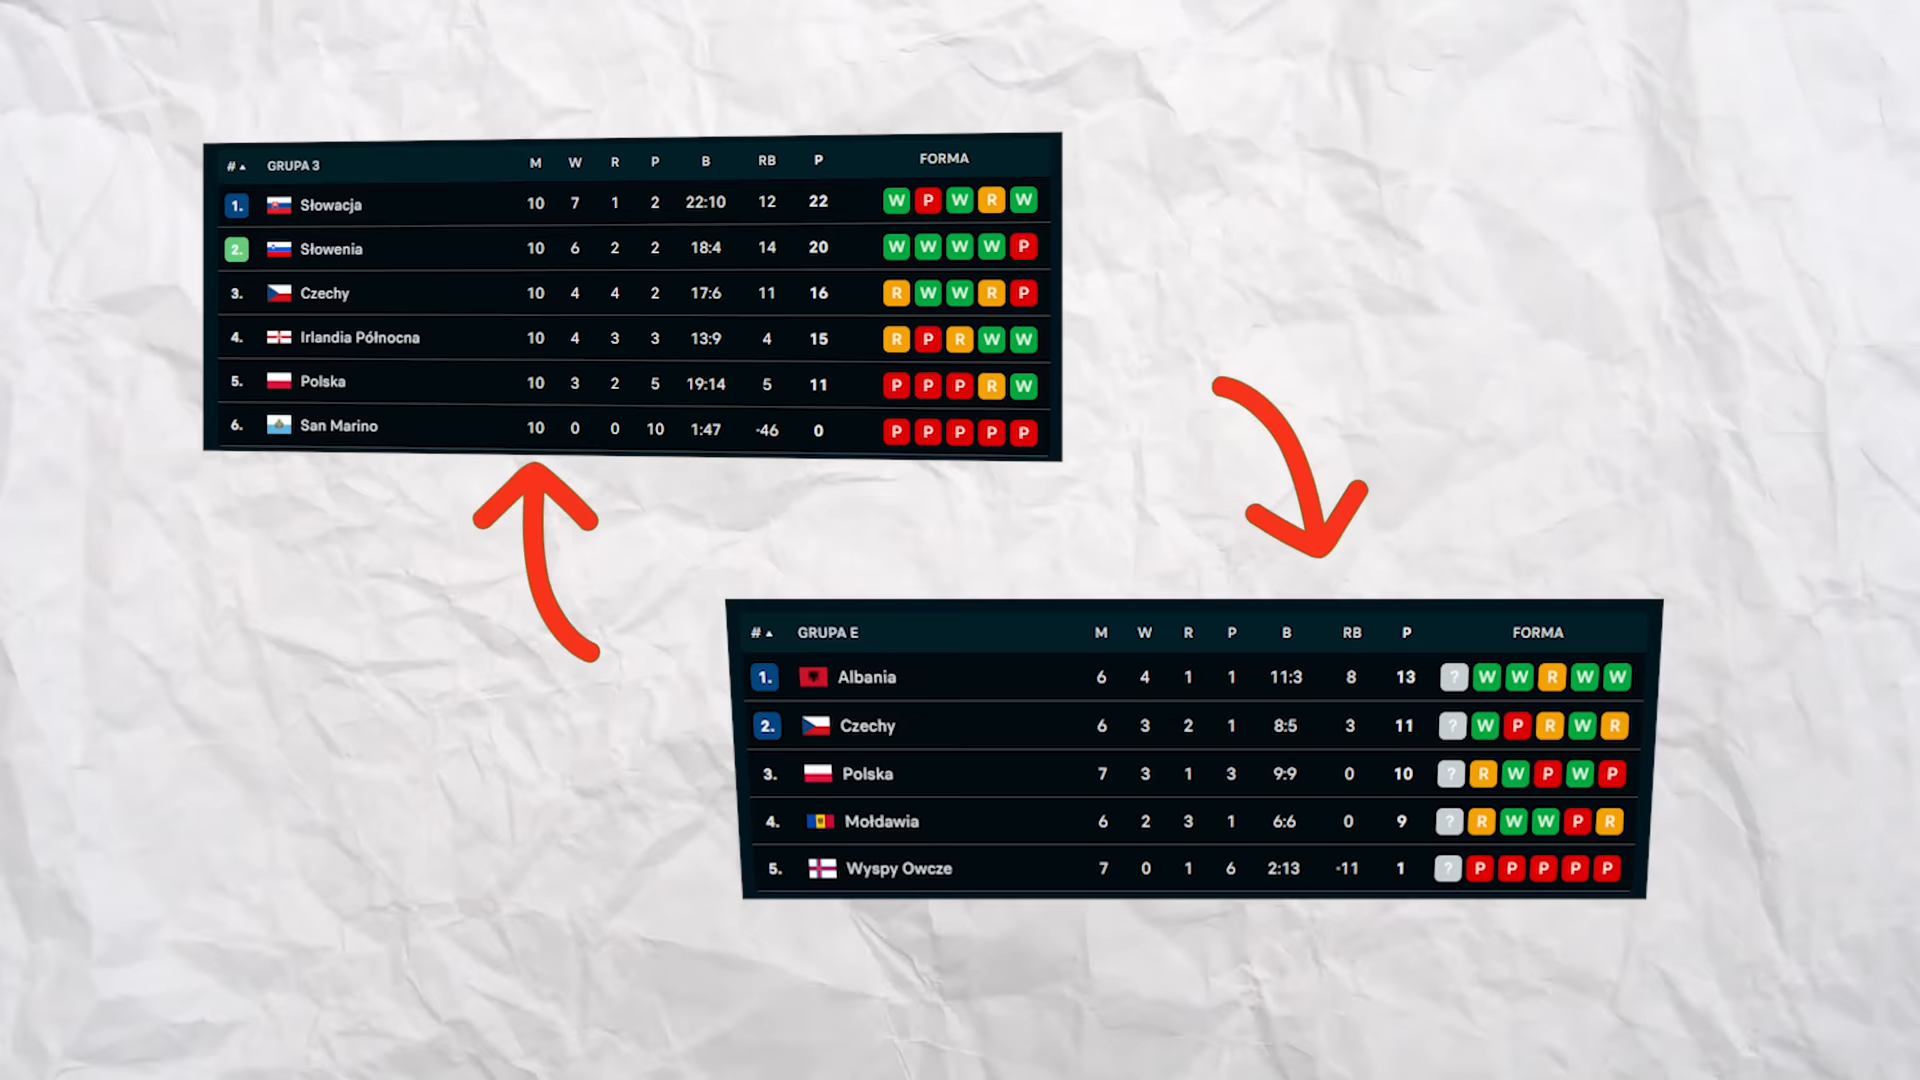 # GRUPA 3 M W R P B RB P FORMA
1. Słowacja 10 7 1 2 22:10 12 22 W P W R W
2. Słowenia 10 6 2 2 18:4 14 20 W W W W P
3. Czechy 10 4 4 2 17:6 11 16 R W W R P
4. Irlandia Północna 10 4 3 3 13:9 4 15 R P R W W
5. Polska 10 3 2 5 19:14 5 11 P P P R W
6. San Marino 10 0 0 10 1:47 -46 0 P P P P P
# GRUPA E M W R P B RB P FORMA
1. Albania 6 4 1 1 11:3 8 13 ? W W R W W
2. Czechy 6 3 2 1 8:5 3 11 ? W P R W R
3. Polska 7 3 1 3 9:9 0 10 ? R W P W P
4. Mołdawia 6 2 3 1 6:6 0 9 ? R W W P R
5. Wyspy Owcze 7 0 1 6 2:13 -11 1 ? P P P P P